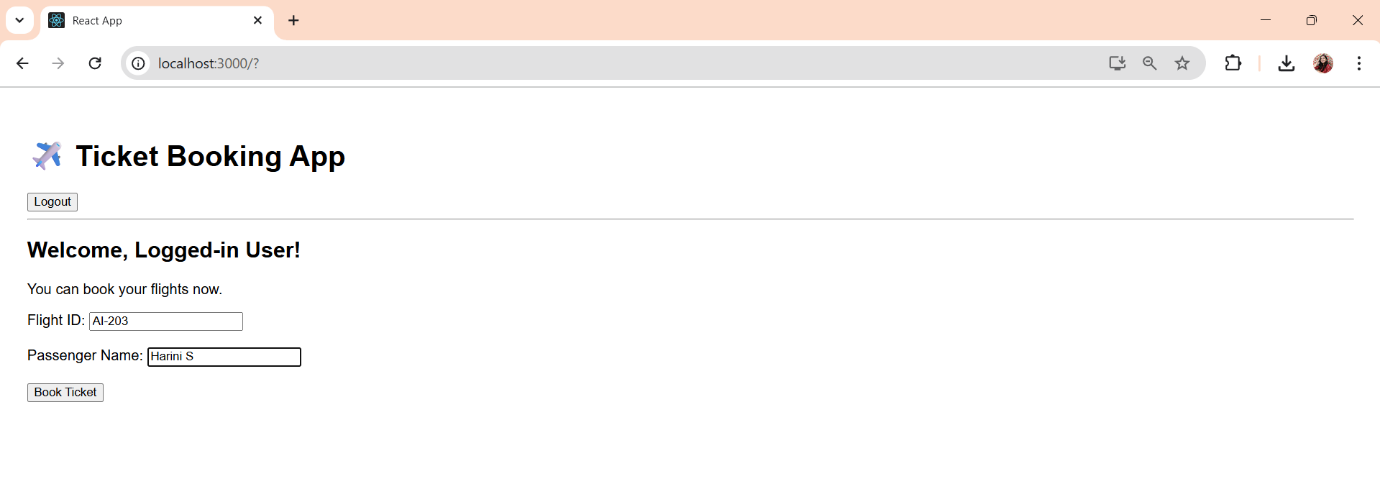 React App
localhost:3000/?
Ticket Booking App
Logout
Welcome, Logged-in User!
You can book your flights now.
Flight ID: AI-203
Passenger Name: Harini S
Book Ticket